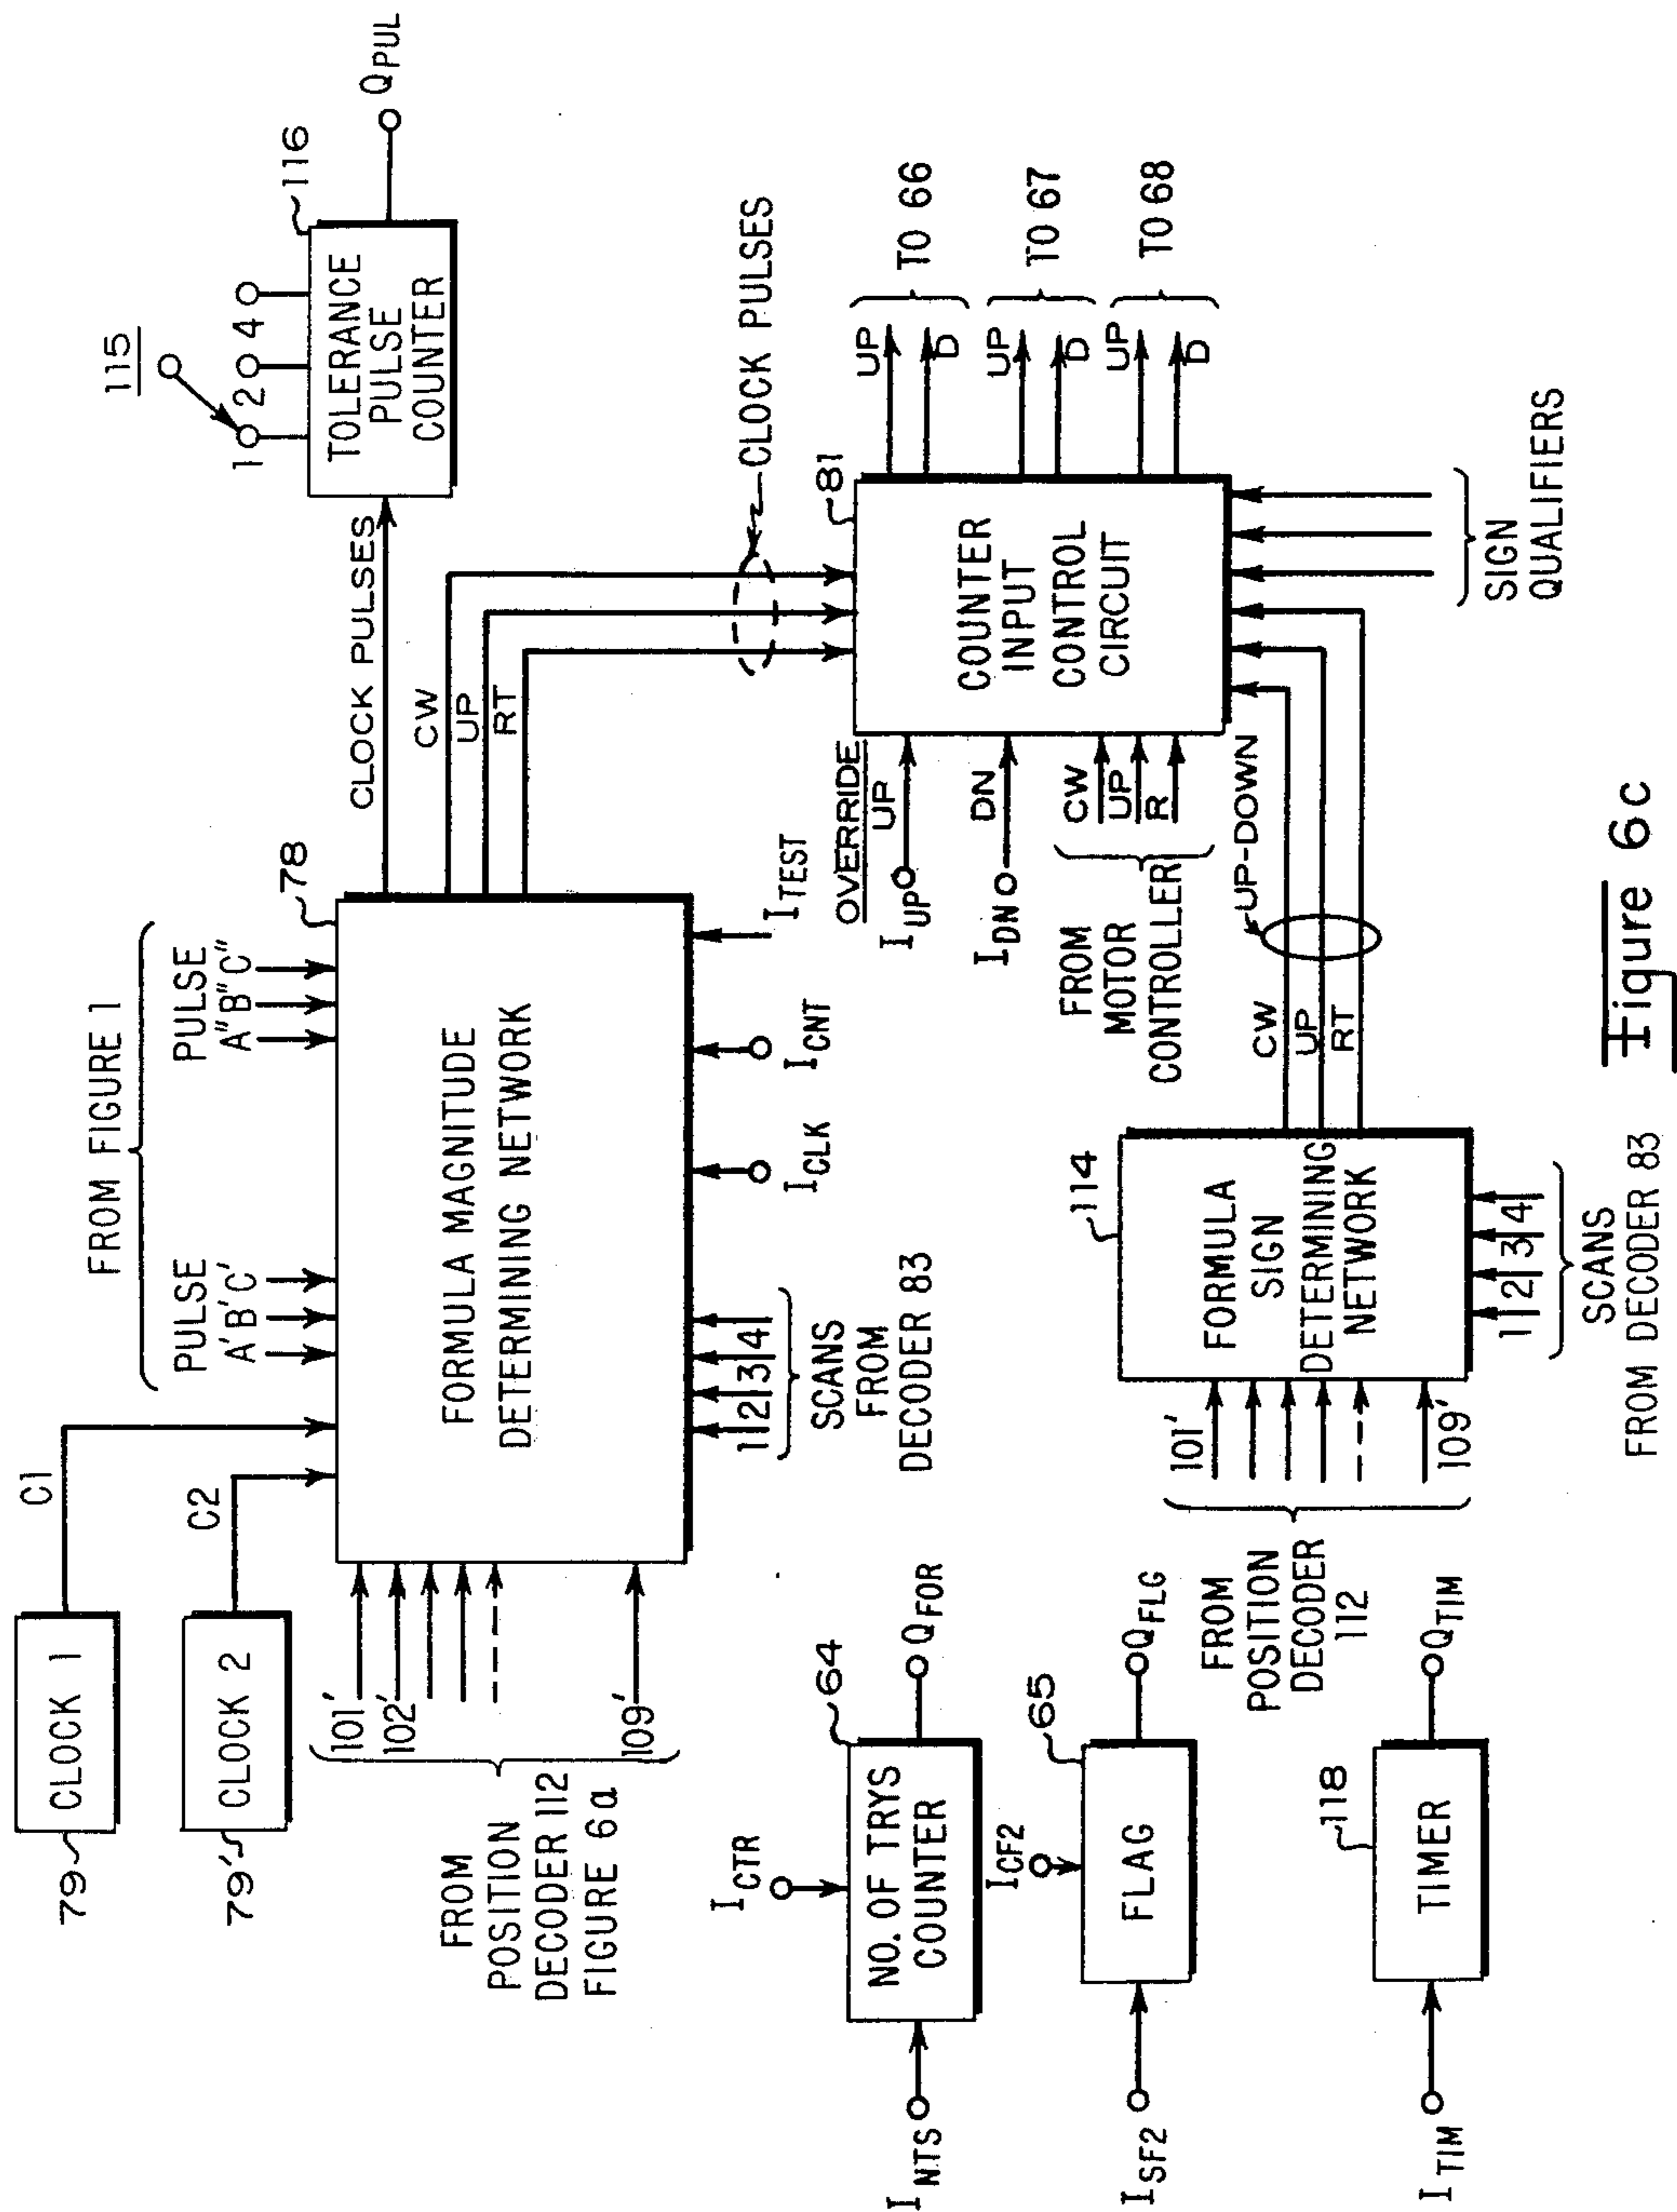 79
CLOCK 1
C1
79'
CLOCK 2
C2
FROM FIGURE 1
PULSE
A' B' C'
PULSE
A" B" C"
78
FORMULA MAGNITUDE
DETERMINING NETWORK
101'
102'
109'
FROM
POSITION
DECODER 112
FIGURE 6a
1 2 3 4
SCANS
FROM
DECODER 83
I CLK
I CNT
I TEST
CLOCK PULSES
CW
UP
RT
115
1 2 4
116
TOLERANCE
PULSE
COUNTER
Q PUL
CLOCK PULSES
81
COUNTER
INPUT
CONTROL
CIRCUIT
OVERRIDE
UP
I UP
DN
I DN
CW
UP
R
FROM
MOTOR
CONTROLLER
UP
D
TO 66
UP
D
TO 67
UP
D
TO 68
SIGN
QUALIFIERS
UP-DOWN
CW
UP
RT
114
FORMULA
SIGN
DETERMINING
NETWORK
101'
109'
FROM
POSITION
DECODER
112
1 2 3 4
SCANS
FROM DECODER 83
I CTR
64
NO. OF TRYS
COUNTER
I NTS
Q FOR
I CF2
65
FLAG
I SF2
Q FLG
118
TIMER
I TIM
Q TIM
Figure 6c